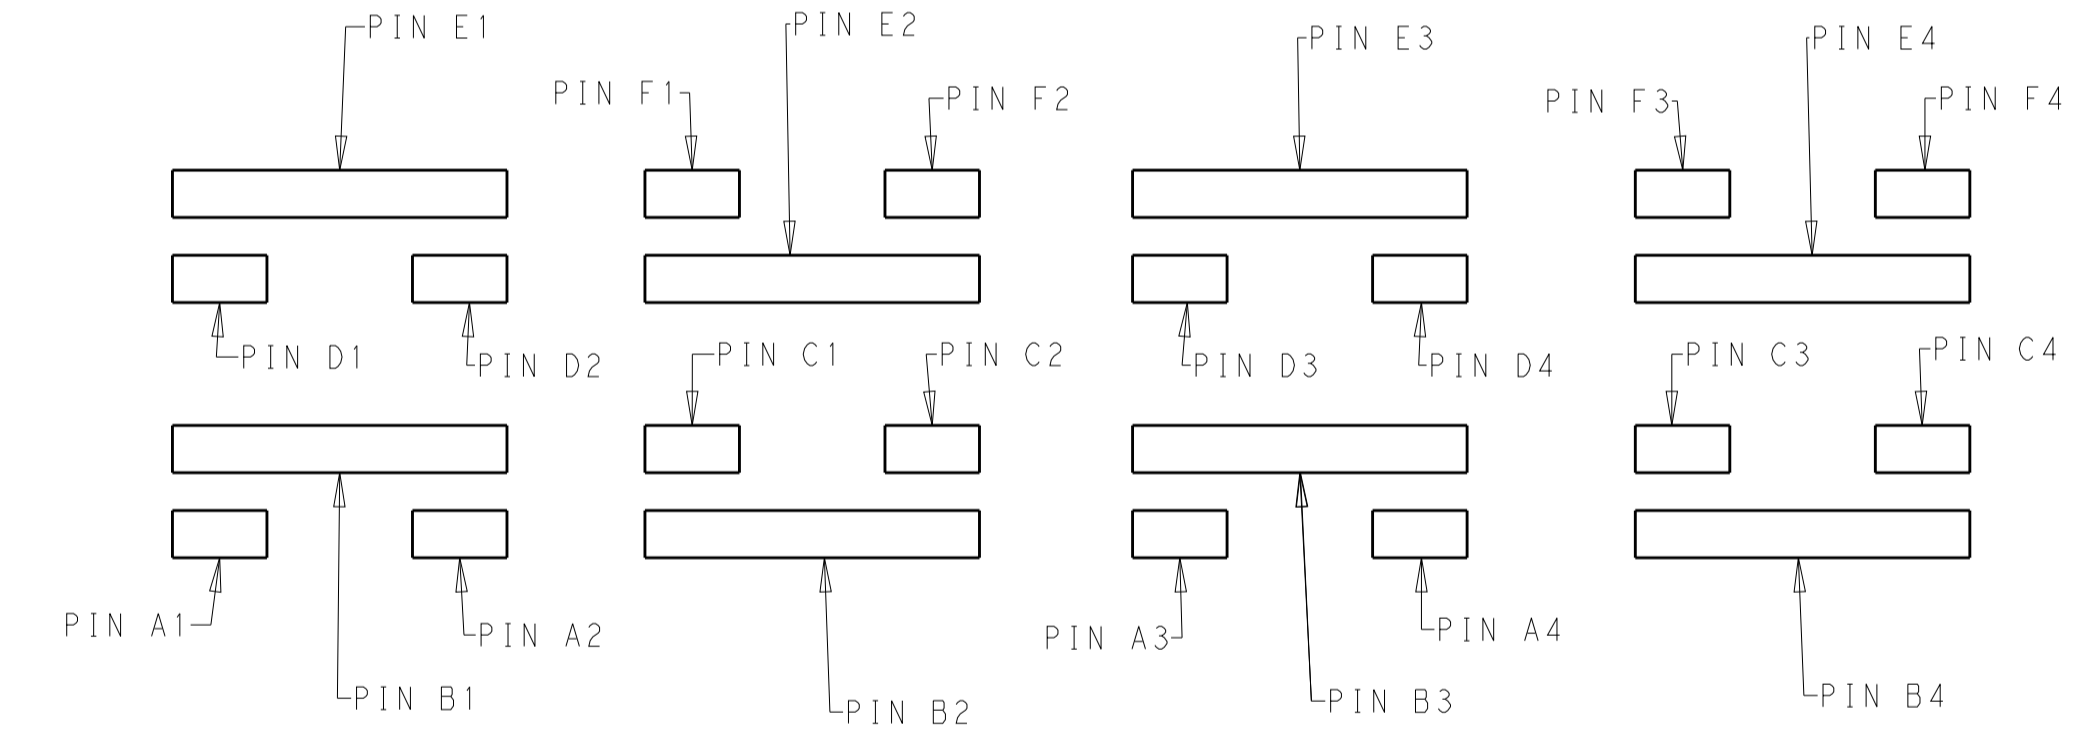 PIN E1
PIN E2
PIN E3
PIN E4
PIN F1
PIN F2
PIN F3
PIN F4
PIN D1
PIN D2
PIN C1
PIN C2
PIN D3
PIN D4
PIN C3
PIN C4
PIN A1
PIN A2
PIN A3
PIN A4
PIN B1
PIN B2
PIN B3
PIN B4